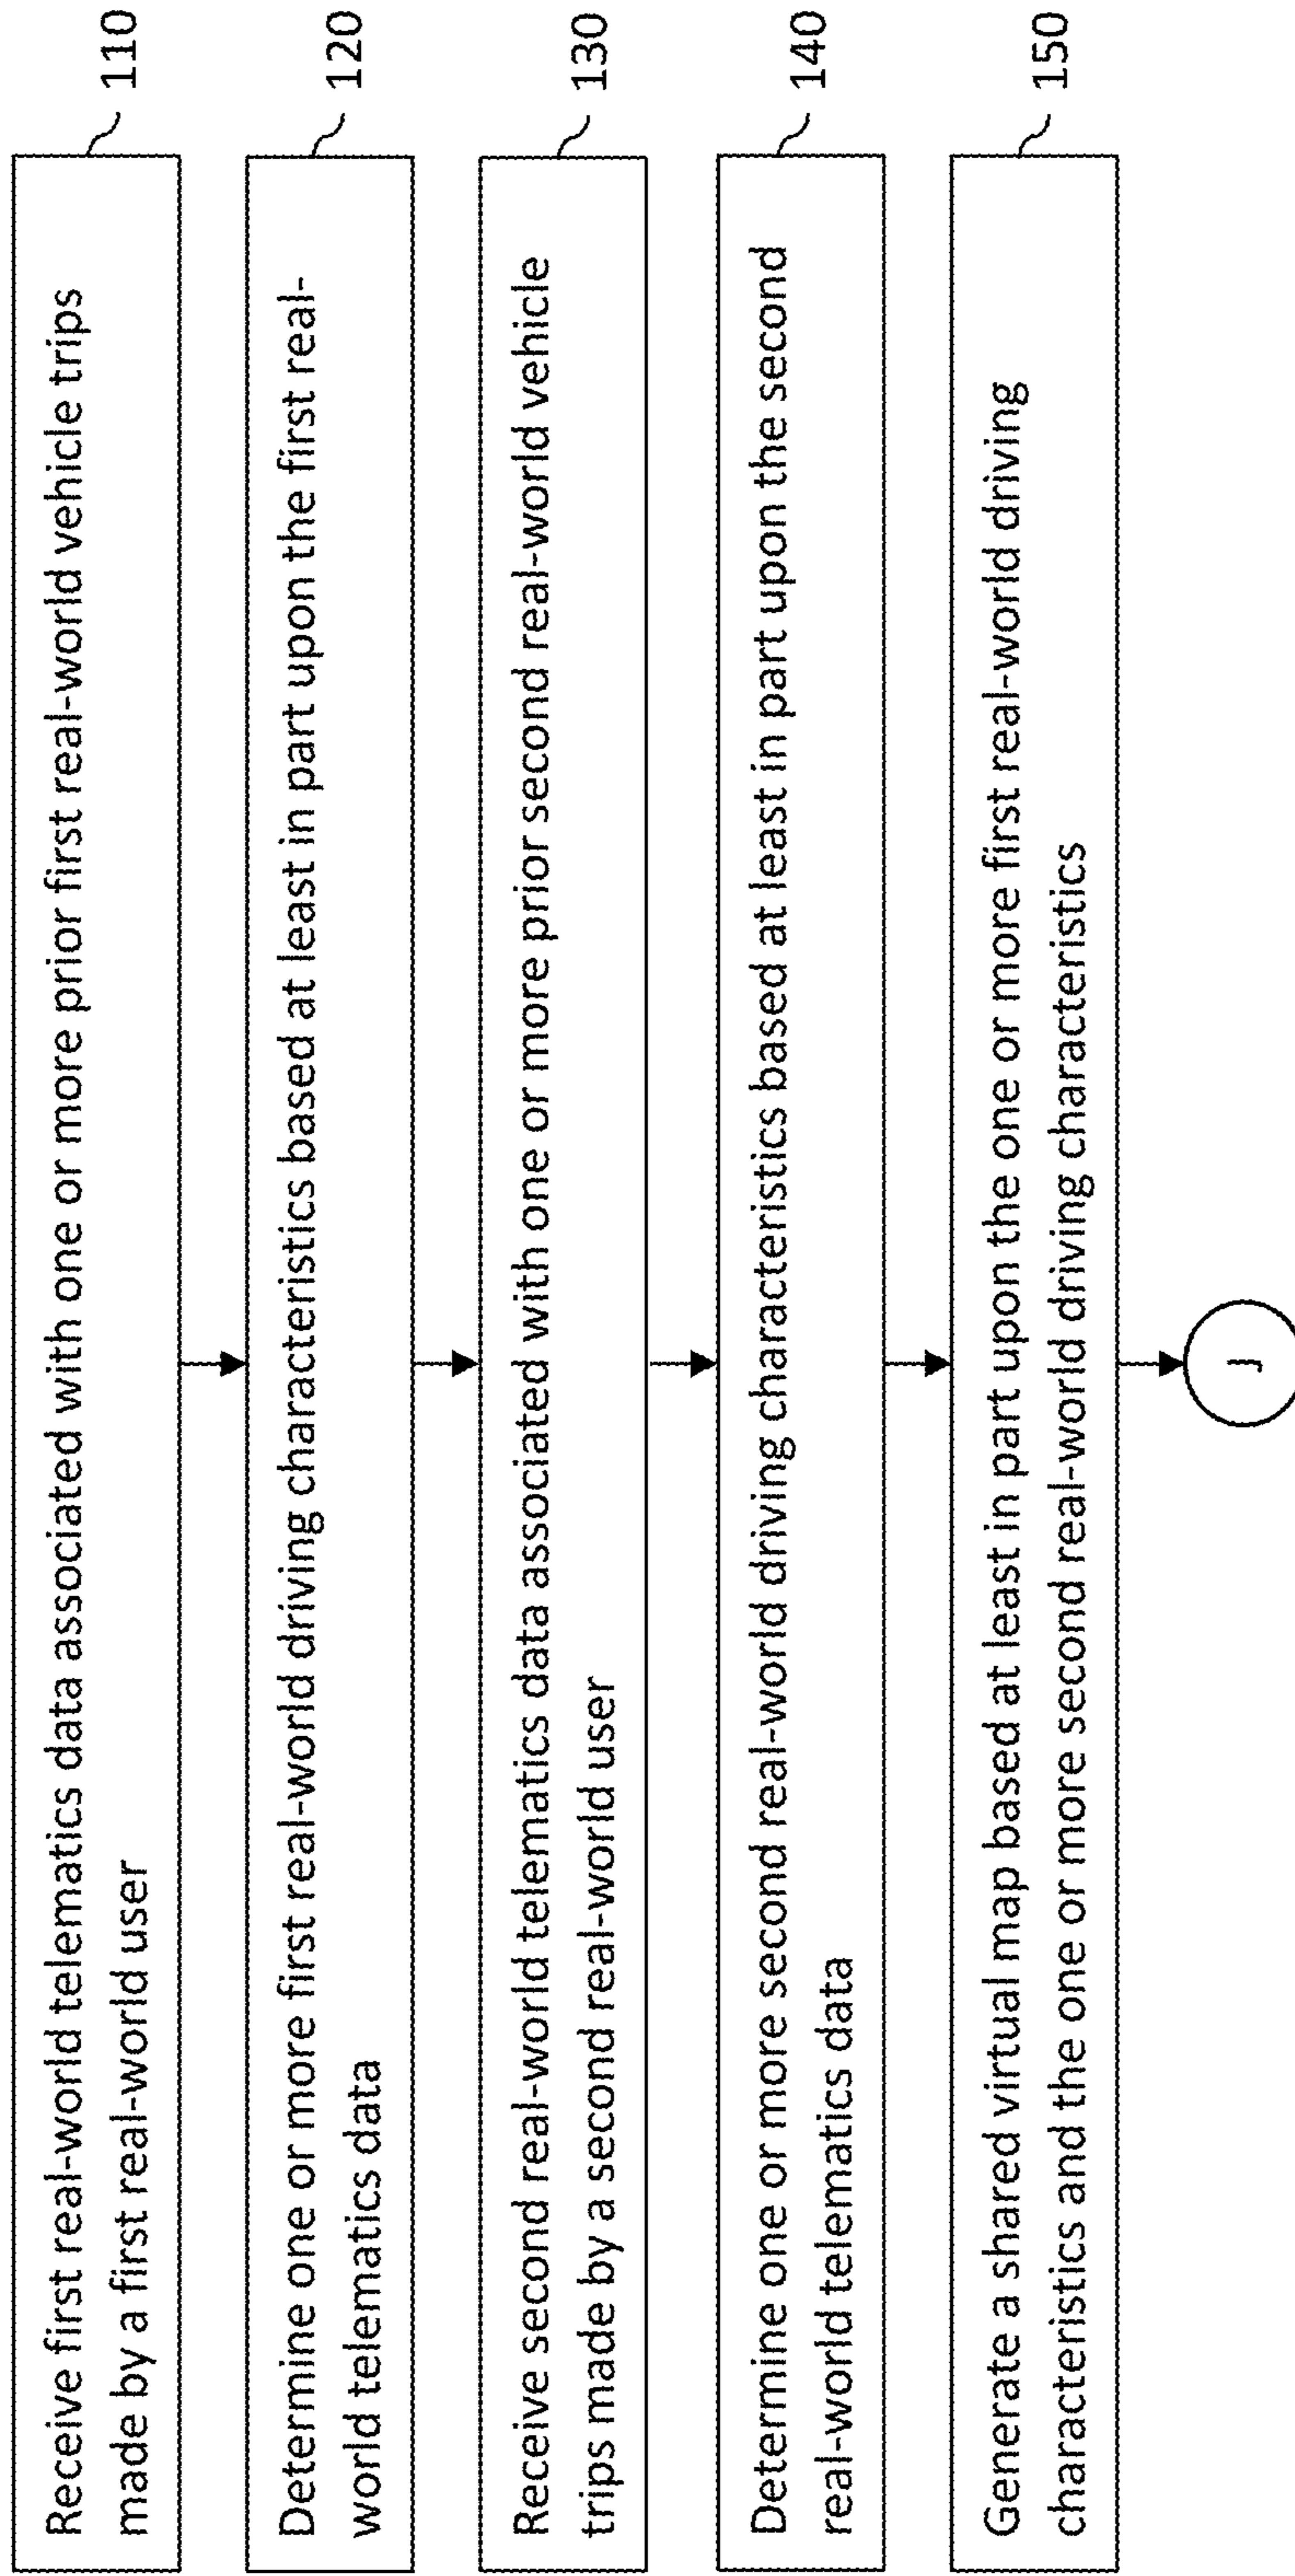 Receive first real-world telematics data associated with one or more prior first real-world vehicle trips
made by a first real-world user
110
Determine one or more first real-world driving characteristics based at least in part upon the first real-
world telematics data
120
Receive second real-world telematics data associated with one or more prior second real-world vehicle
trips made by a second real-world user
130
Determine one or more second real-world driving characteristics based at least in part upon the second
real-world telematics data
140
Generate a shared virtual map based at least in part upon the one or more first real-world driving
characteristics and the one or more second real-world driving characteristics
150
J